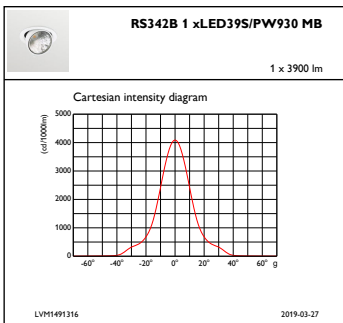 RS342B 1 xLED39S/PW930 MB
1 x 3900 lm
Cartesian intensity diagram
(cd/1000lm)
5000
4000
3000
2000
1000
0
-60° -40° -20° 0° 20° 40° 60° g
LVM1491316 2019-03-27